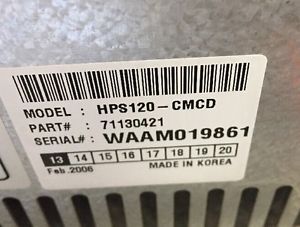 MODEL : HPS120-CMCD
PART# : 71130421
SERIAL# : WAAM019861
13 14 15 16 17 18 19 20
Feb.2006 MADE IN KOREA